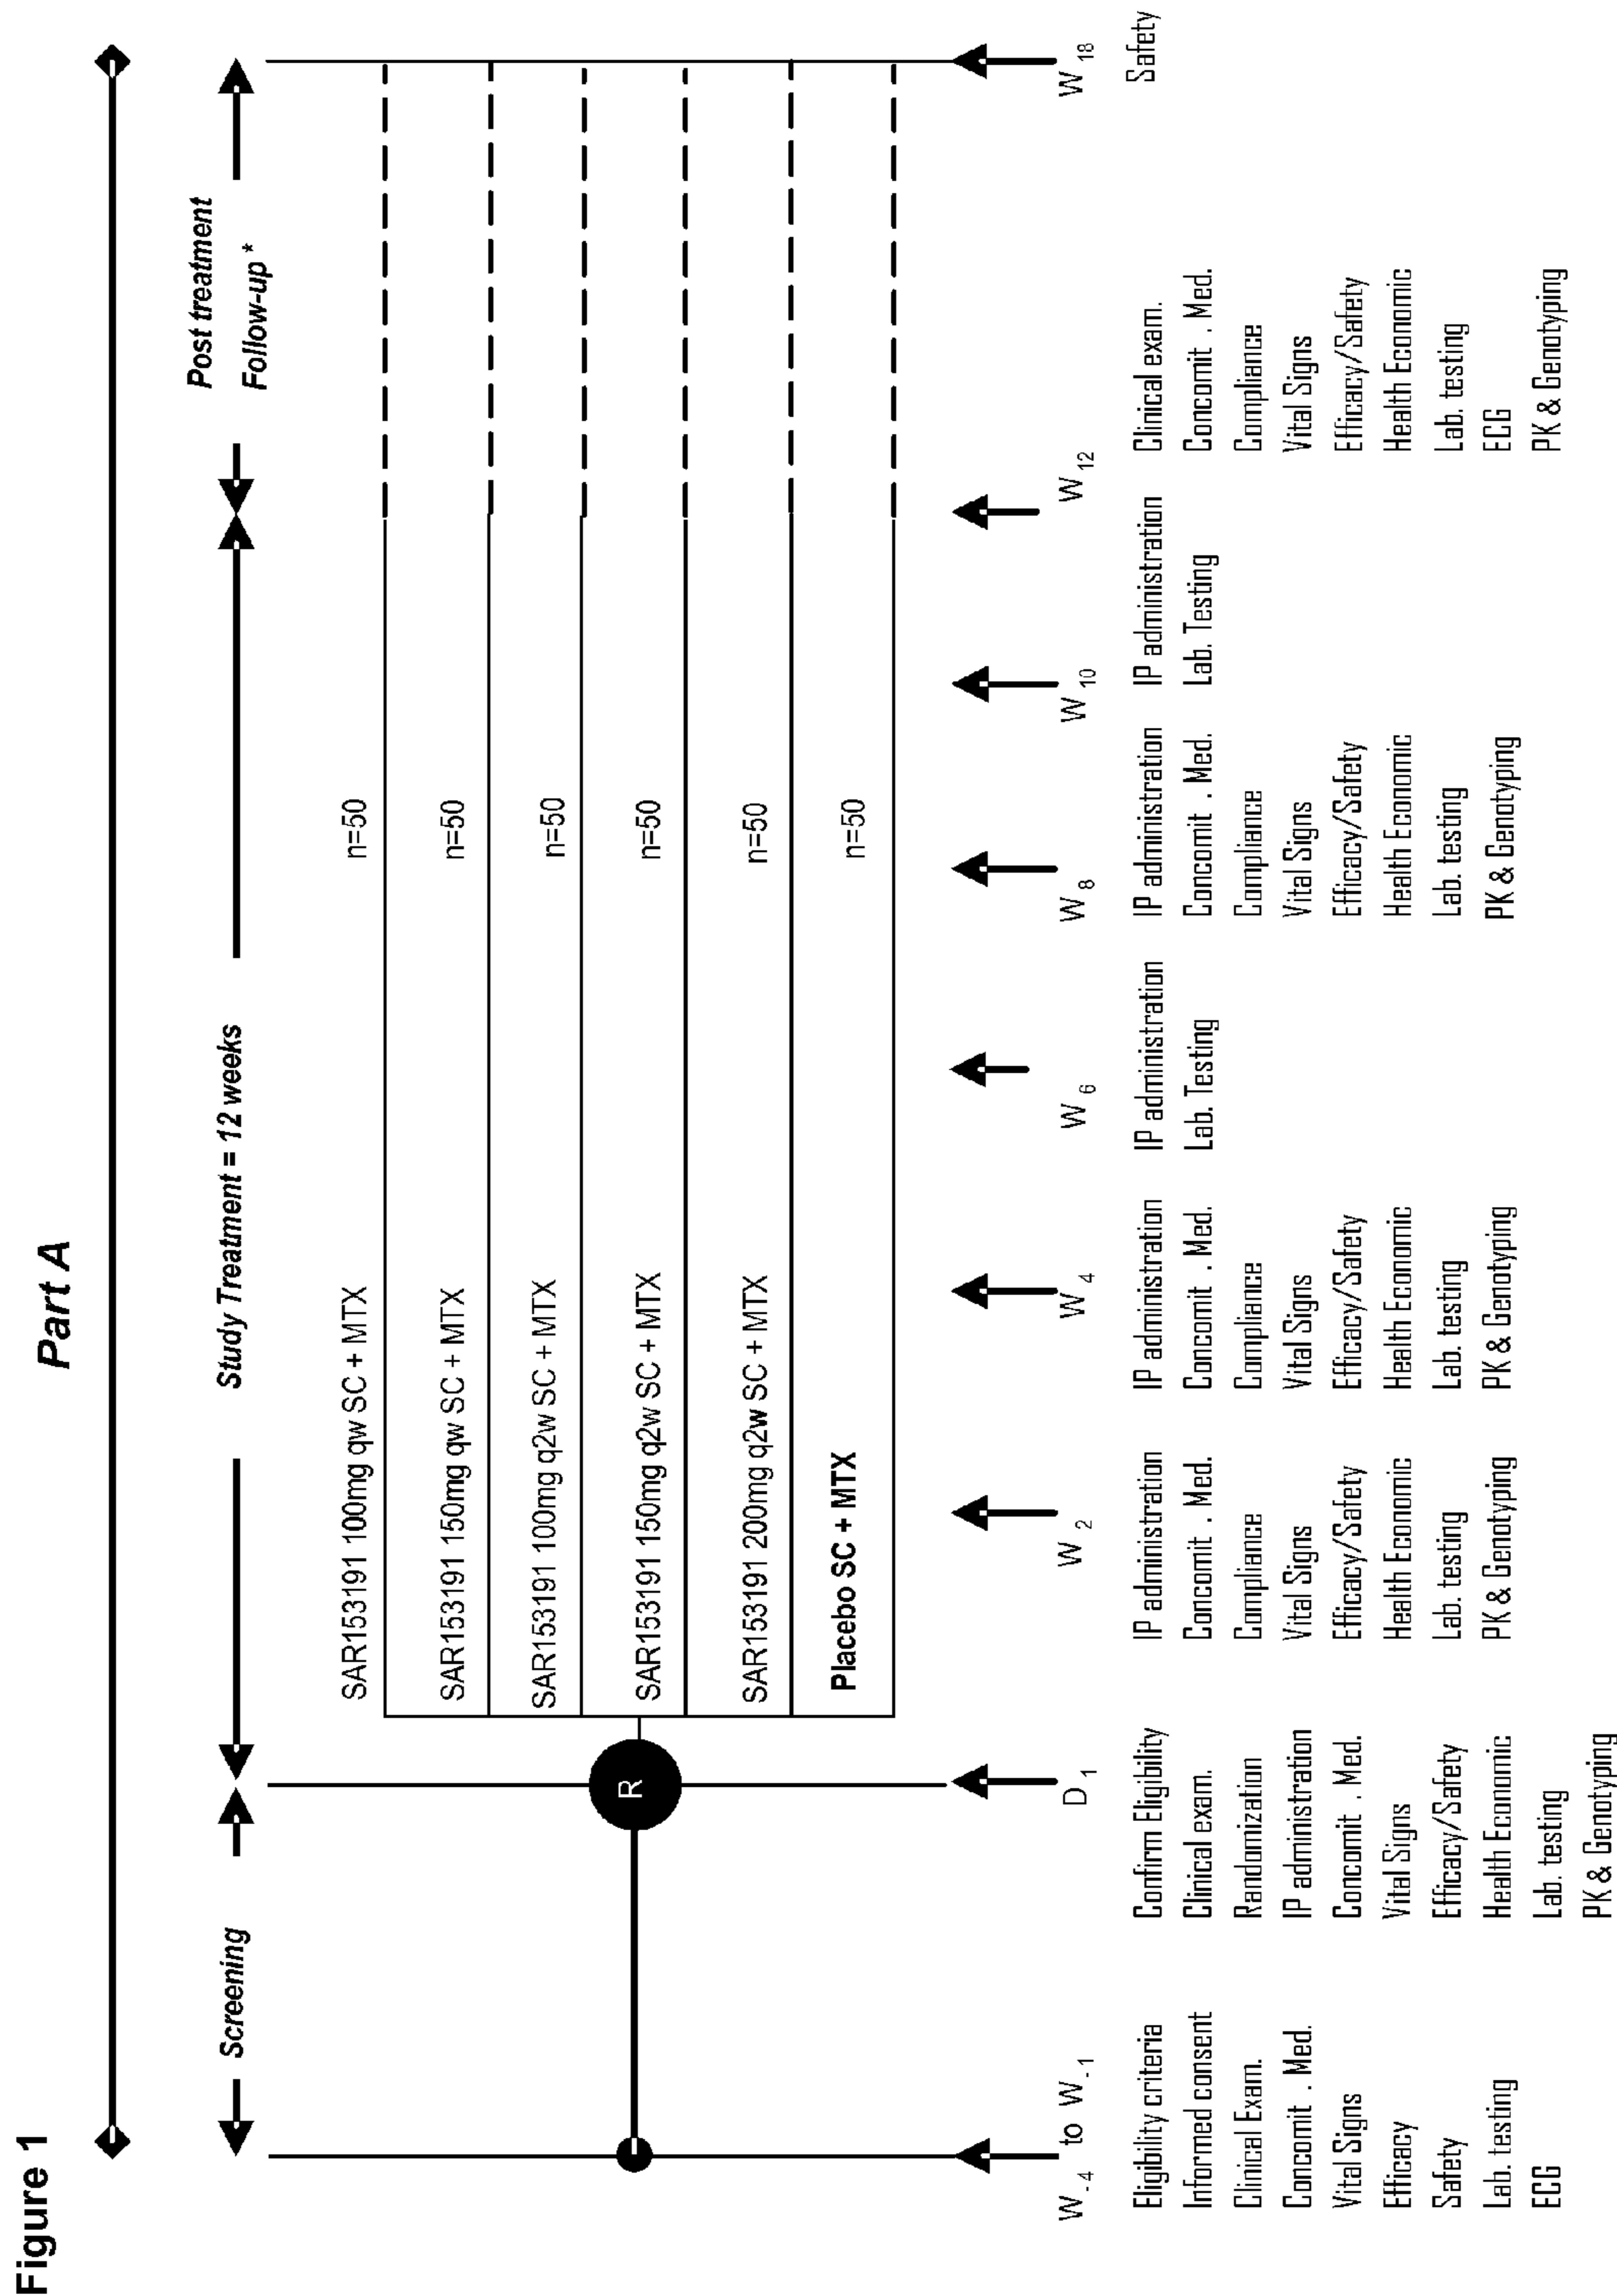 Figure 1
Part A
Screening
Study Treatment = 12 weeks
Post treatment
Follow-up *
SAR153191 100mg qw SC + MTX n=50
SAR153191 150mg qw SC + MTX n=50
SAR153191 100mg q2w SC + MTX n=50
R
SAR153191 150mg q2w SC + MTX n=50
SAR153191 200mg q2w SC + MTX n=50
Placebo SC + MTX n=50
W -4 to W -1
Eligibility criteria
Informed consent
Clinical Exam.
Concomit . Med.
Vital Signs
Efficacy
Safety
Lab. testing
ECG
D 1
Confirm Eligibility
Clinical exam.
Randomization
IP administration
Concomit . Med.
Vital Signs
Efficacy/Safety
Health Economic
Lab. testing
PK & Genotyping
W 2
IP administration
Concomit . Med.
Compliance
Vital Signs
Efficacy/Safety
Health Economic
Lab. testing
PK & Genotyping
W 4
IP administration
Concomit . Med.
Compliance
Vital Signs
Efficacy/Safety
Health Economic
Lab. testing
PK & Genotyping
W 6
IP administration
Lab. Testing
W 8
IP administration
Concomit . Med.
Compliance
Vital Signs
Efficacy/Safety
Health Economic
Lab. testing
PK & Genotyping
W 10
IP administration
Lab. Testing
W 12
Clinical exam.
Concomit . Med.
Compliance
Vital Signs
Efficacy/Safety
Health Economic
Lab. testing
ECG
PK & Genotyping
W 18
Safety